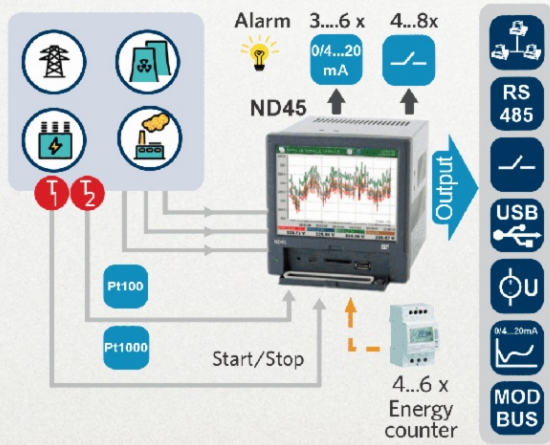 Alarm
3....6 x
4...8x
0/4...20
mA
ND45
T1
T2
Output
RS
485
USB
U
0/4...20mA
MOD
BUS
ND45
Pt100
Pt1000
Start/Stop
4...6 x
Energy
counter